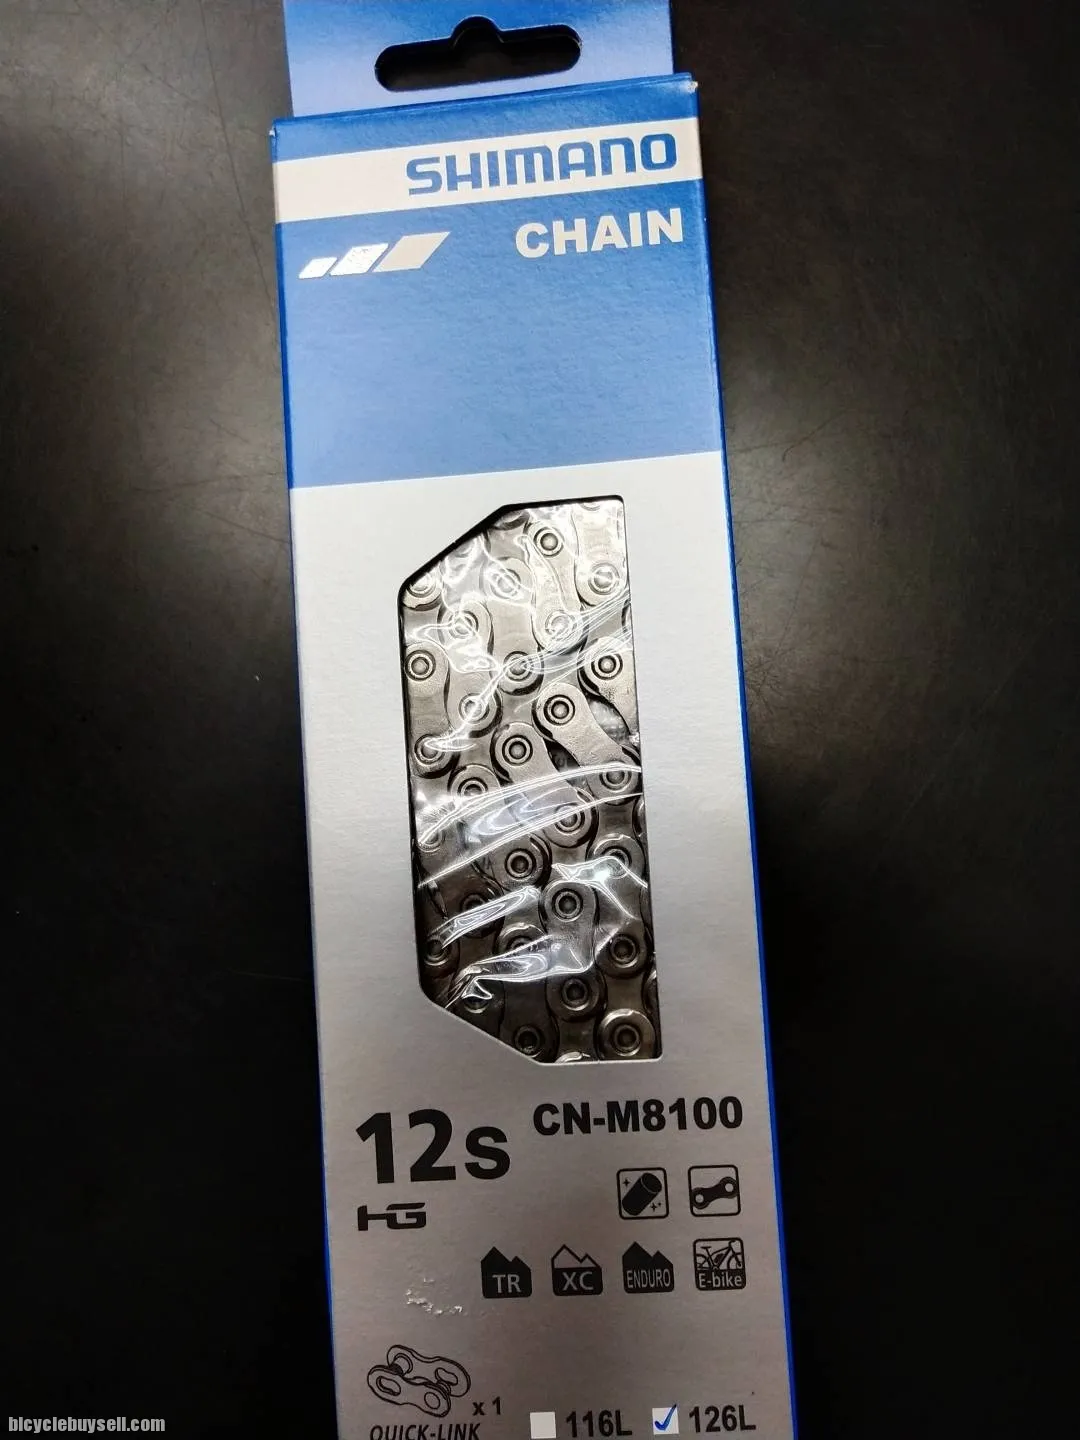 SHIMANO
CHAIN
12s
CN-M8100
HG
TR
XC
ENDURO
E-bike
x 1
QUICK-LINK
116L
126L
bicyclebuysell.com